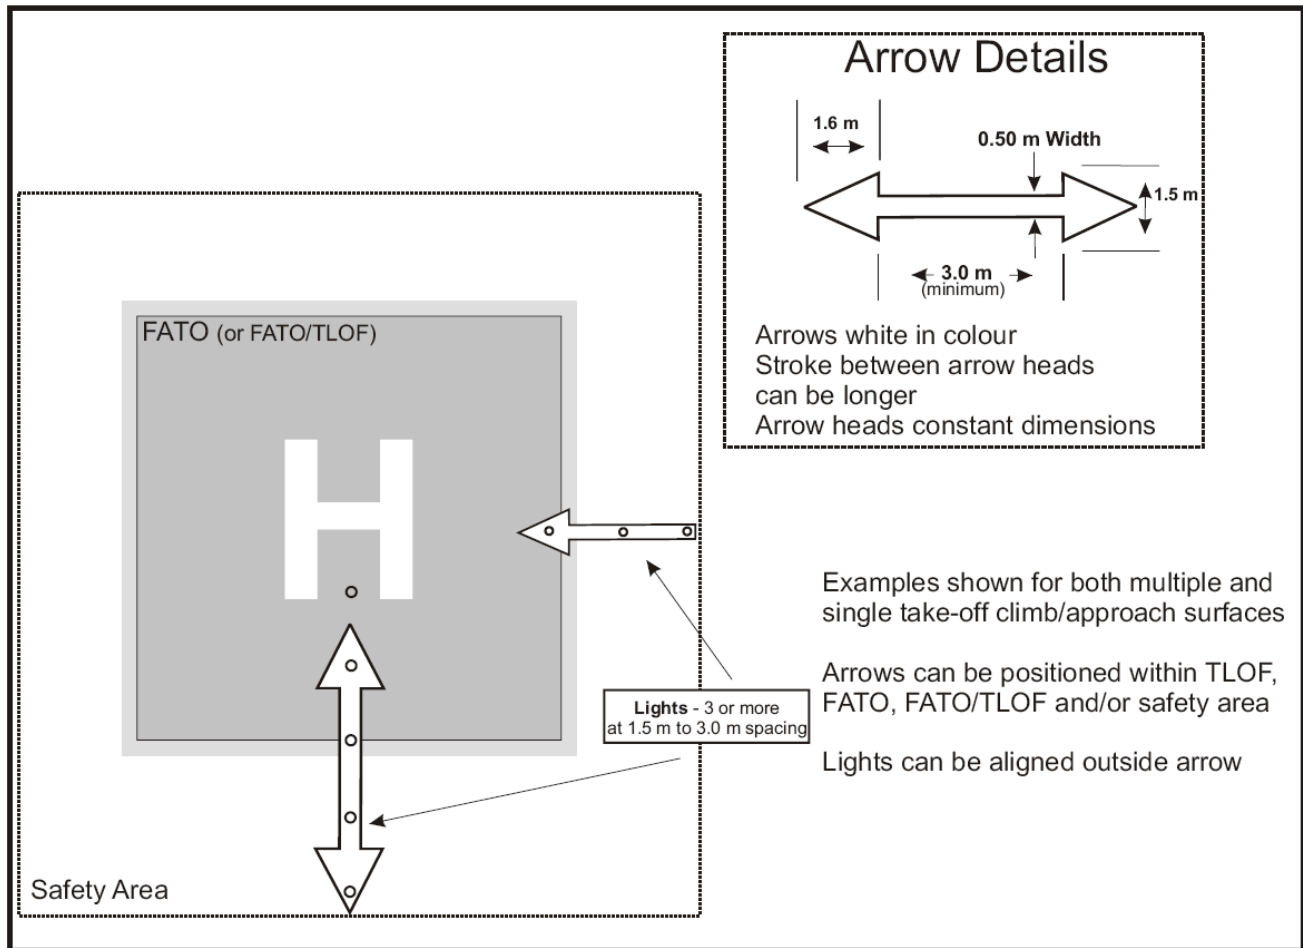 Arrow Details
1.6 m
0.50 m Width
1.5 m
3.0 m
(minimum)
Arrows white in colour
Stroke between arrow heads
can be longer
Arrow heads constant dimensions
FATO (or FATO/TLOF)
H
Lights - 3 or more
at 1.5 m to 3.0 m spacing
Examples shown for both multiple and
single take-off climb/approach surfaces
Arrows can be positioned within TLOF,
FATO, FATO/TLOF and/or safety area
Lights can be aligned outside arrow
Safety Area